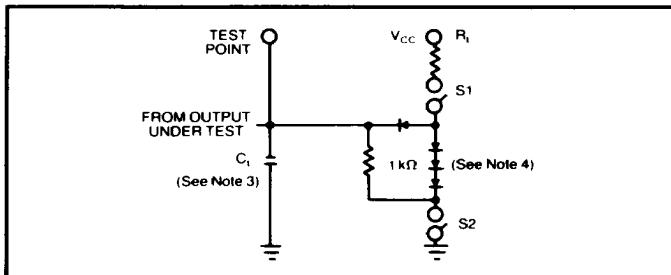 TEST
POINT
VCC
R1
S1
FROM OUTPUT
UNDER TEST
C1
(See Note 3)
1 kΩ
(See Note 4)
S2